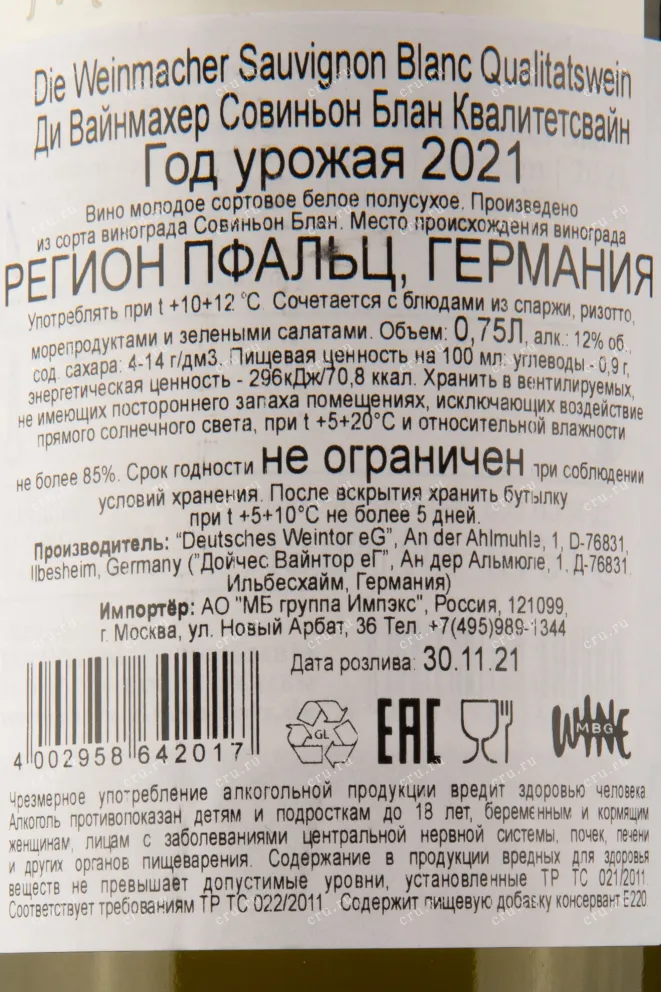 Die Weinmacher Sauvignon Blanc Qualitatswein
Ди Вайнмахер Совиньон Блан Квалитетсвайн
Год урожая 2021
Вино молодое сортовое белое полусухое. Произведено
из сорта винограда Совиньон Блан. Место происхождения винограда
РЕГИОН ПФАЛЬЦ, ГЕРМАНИЯ
Употреблять при t +10+12 °С. Сочетается с блюдами из спаржи, ризотто,
морепродуктами и зелеными салатами. Объем: 0,75Л, алк.: 12% об.,
сод. сахара: 4-14 г/дм3. Пищевая ценность на 100 мл: углеводы - 0,9 г,
энергетическая ценность - 296кДж/70,8 ккал. Хранить в вентилируемых,
не имеющих постороннего запаха помещениях, исключающих воздействие
прямого солнечного света, при t +5+20°С и относительной влажности
не более 85%. Срок годности не ограничен при соблюдении
условий хранения. После вскрытия хранить бутылку
при t +5+10°С не более 5 дней.
Производитель: "Deutsches Weintor eG", An der Ahlmuhle, 1, D-76831,
Ilbesheim, Germany ("Дойчес Вайнтор еГ", Ан дер Альмюле, 1, Д-76831,
Ильбесхайм, Германия)
Импортёр: АО "МБ группа Импэкс", Россия, 121099,
г. Москва, ул. Новый Арбат, 36 Тел. +7(495)989-1344
Дата розлива: 30.11.21
4 002958 642017
GL
EAC
WINE
MBG
Чрезмерное употребление алкогольной продукции вредит здоровью человека.
Алкоголь противопоказан детям и подросткам до 18 лет, беременным и кормящим
женщинам, лицам с заболеваниями центральной нервной системы, почек, печени
и других органов пищеварения. Содержание в продукции вредных для здоровья
веществ не превышает допустимые уровни, установленные ТР ТС 021/2011.
Соответствует требованиям ТР ТС 022/2011. Содержит пищевую добавку консервант Е220.